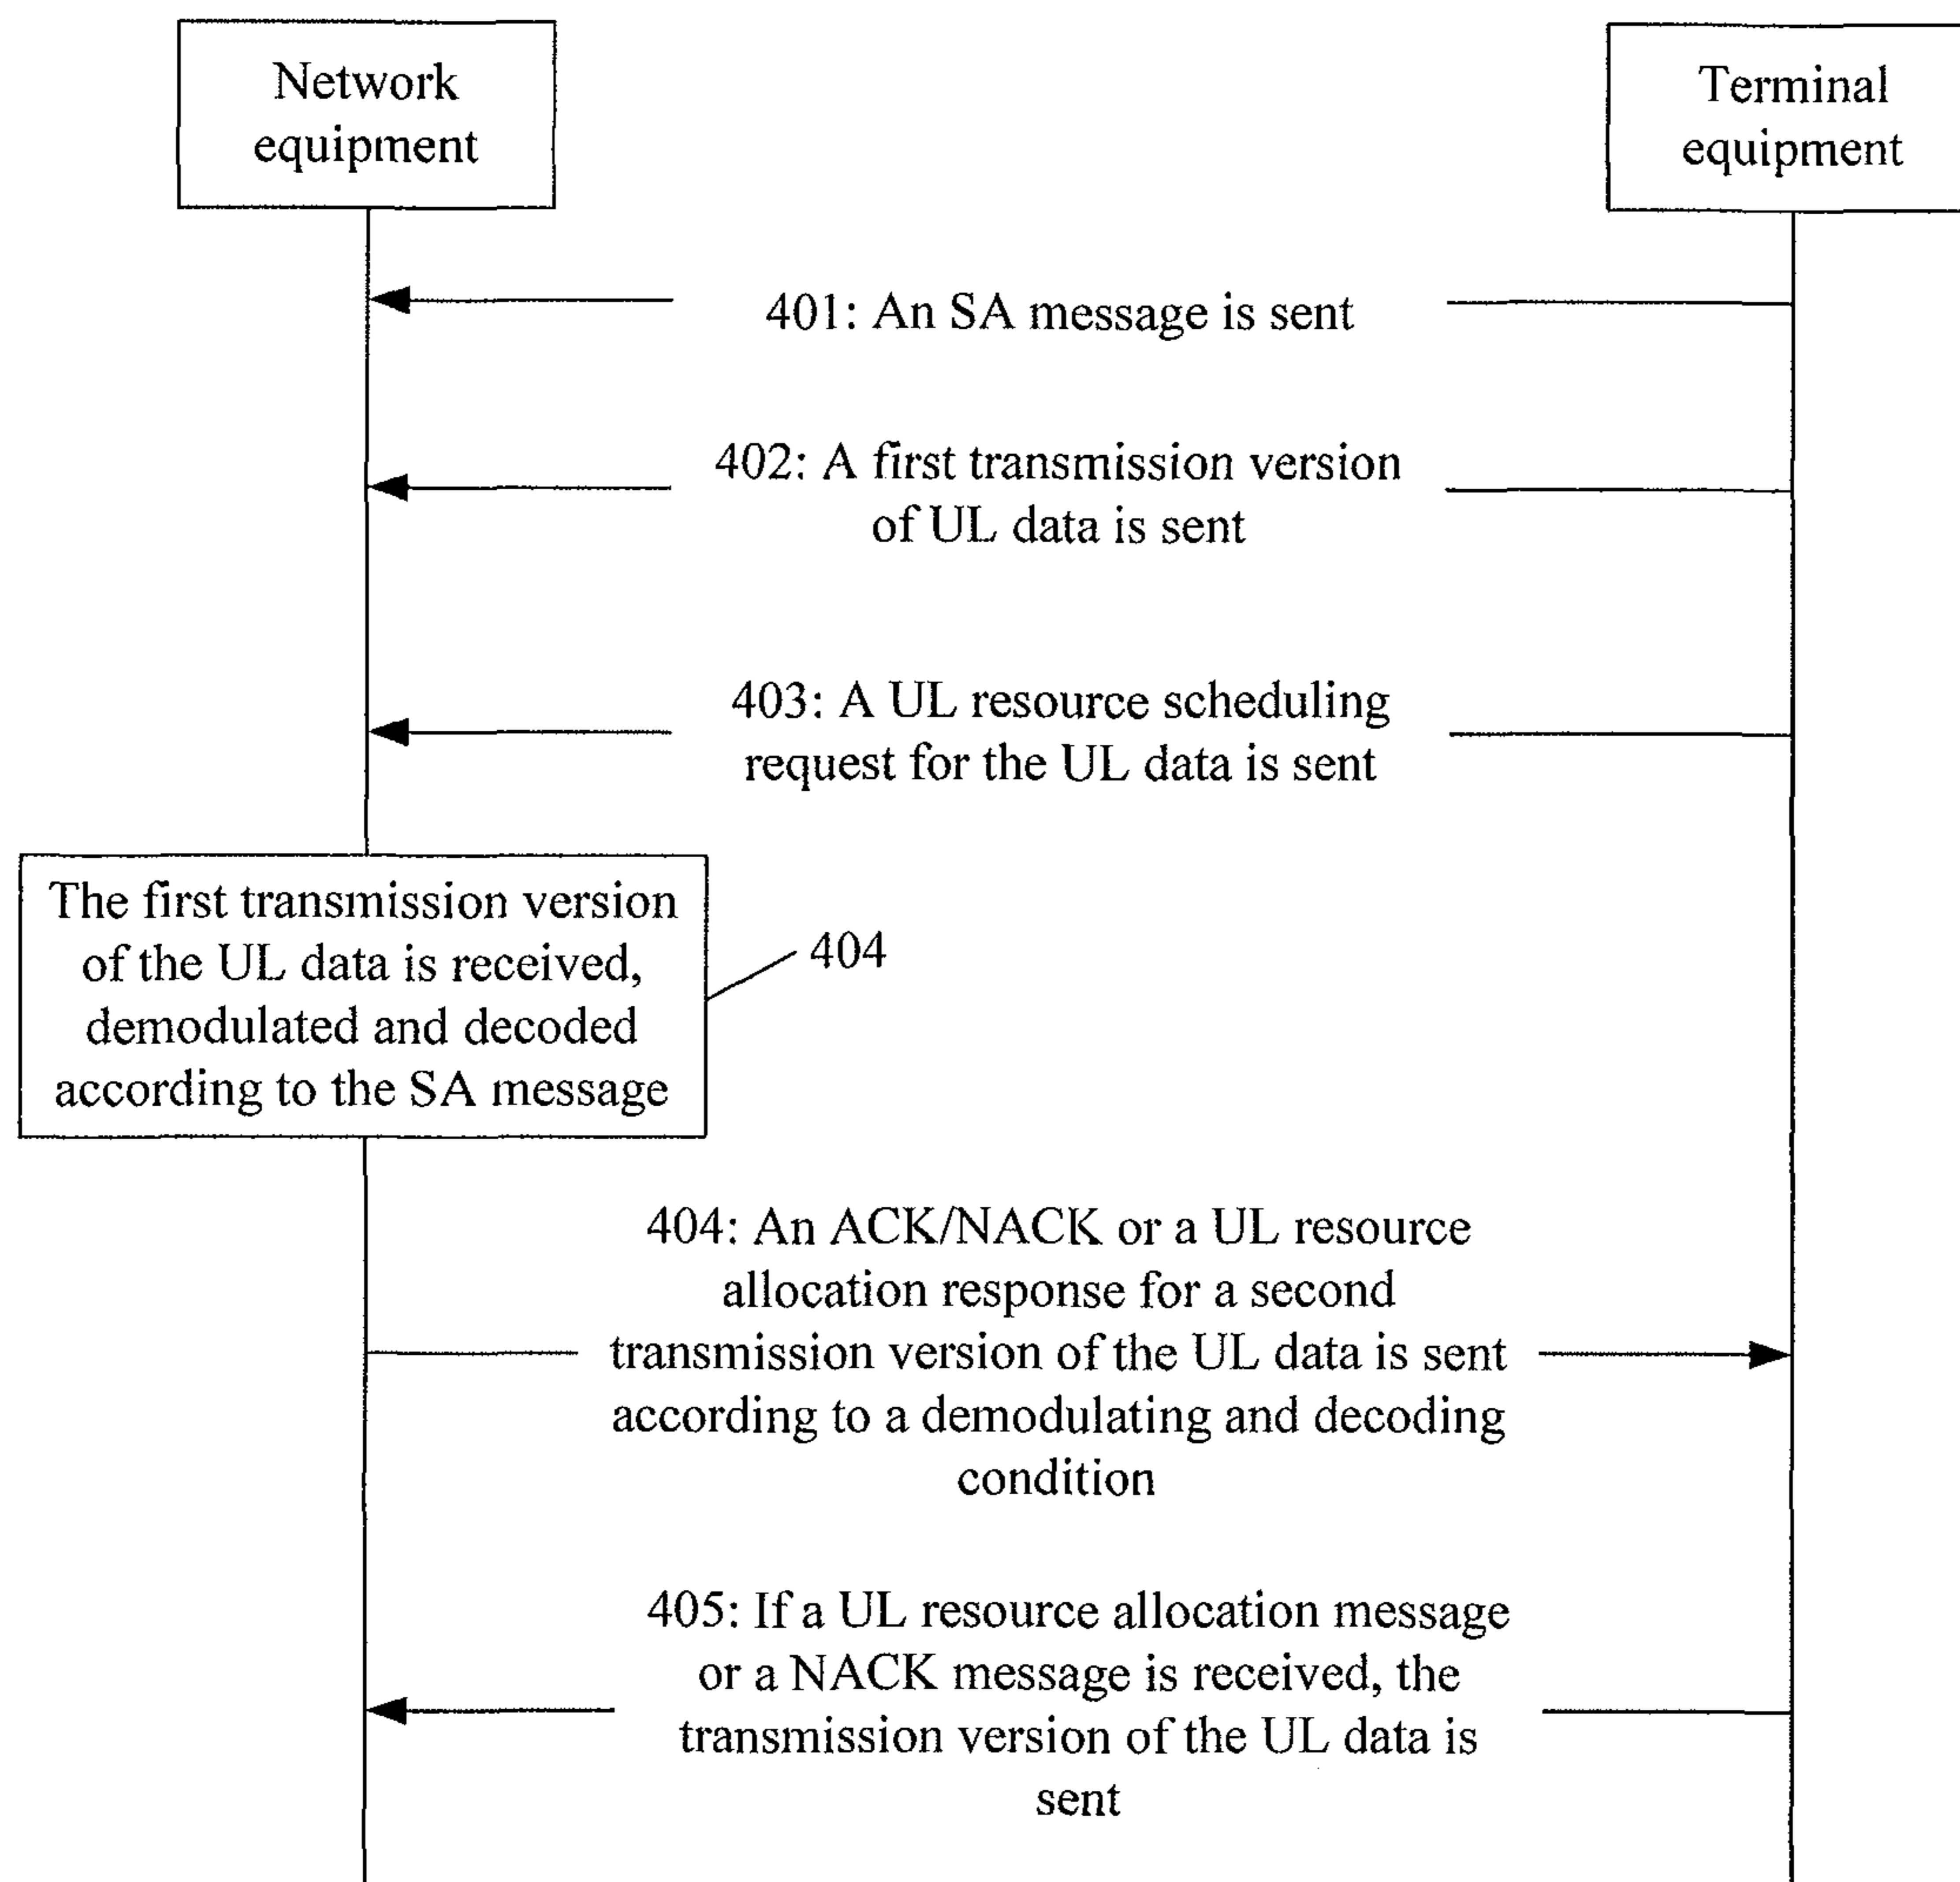 Network
equipment
Terminal
equipment
401: An SA message is sent
402: A first transmission version
of UL data is sent
403: A UL resource scheduling
request for the UL data is sent
The first transmission version
of the UL data is received,
demodulated and decoded
according to the SA message
404
404: An ACK/NACK or a UL resource
allocation response for a second
transmission version of the UL data is sent
according to a demodulating and decoding
condition
405: If a UL resource allocation message
or a NACK message is received, the
transmission version of the UL data is
sent